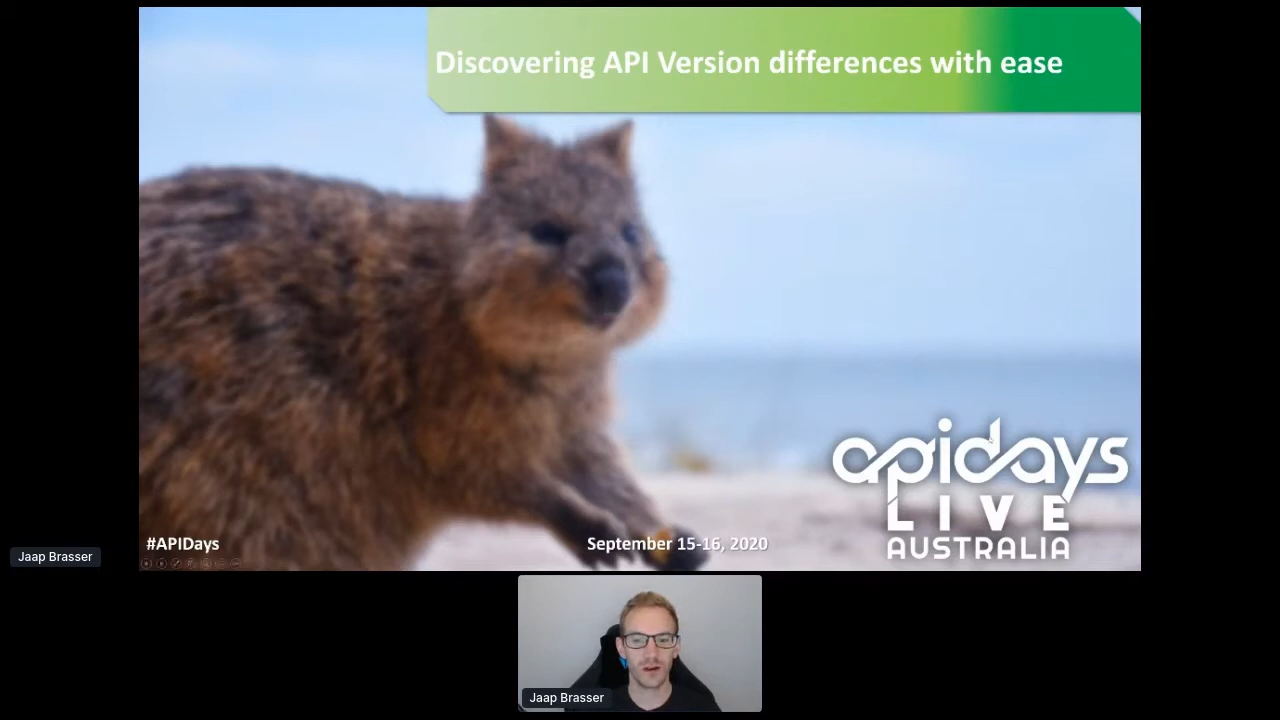 Discovering API Version differences with ease
apidays
LIVE
AUSTRALIA
#APIDays
September 15-16, 2020
Jaap Brasser
Jaap Brasser